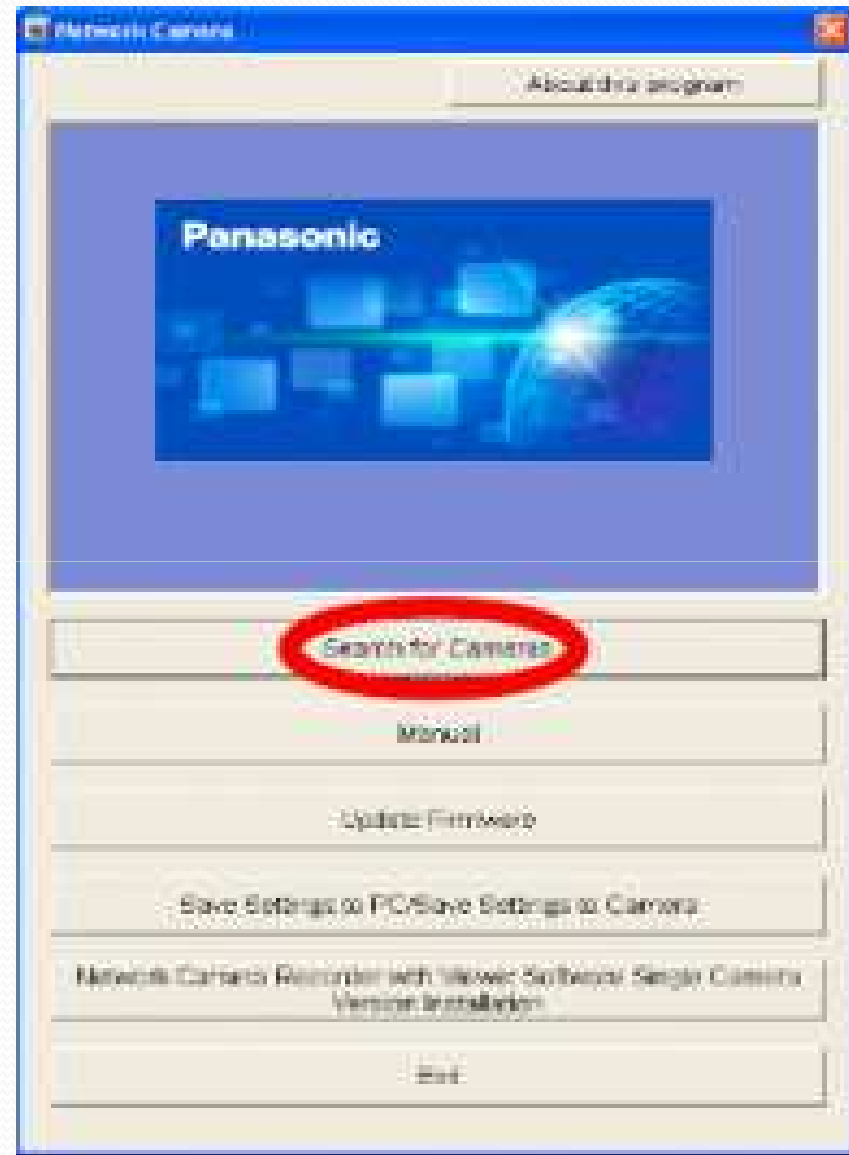 Network Camera
About this program
Panasonic
Search for Cameras
Manual
Update Firmware
Save Settings to PC/Save Settings to Camera
Network Camera Recorder with Viewer Software Single Camera
Version Installation